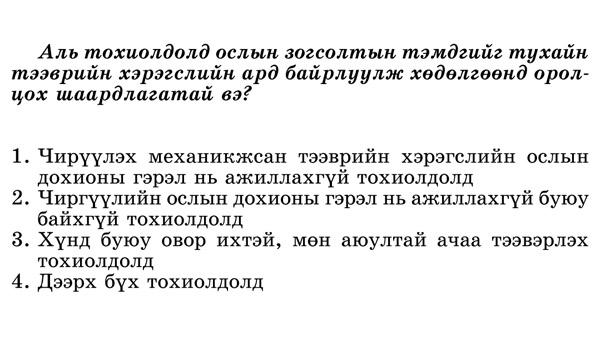 Аль тохиолдолд ослын зогсолтын тэмдгийг тухайн
тээврийн хэрэгслийн ард байрлуулж хөдөлгөөнд орол-
цох шаардлагатай вэ?
1. Чирүүлэх механикжсан тээврийн хэрэгслийн ослын
дохионы гэрэл нь ажиллахгүй тохиолдолд
2. Чиргүүлийн ослын дохионы гэрэл нь ажиллахгүй буюу
байхгүй тохиолдолд
3. Хүнд буюу овор ихтэй, мөн аюултай ачаа тээвэрлэх
тохиолдолд
4. Дээрх бүх тохиолдолд